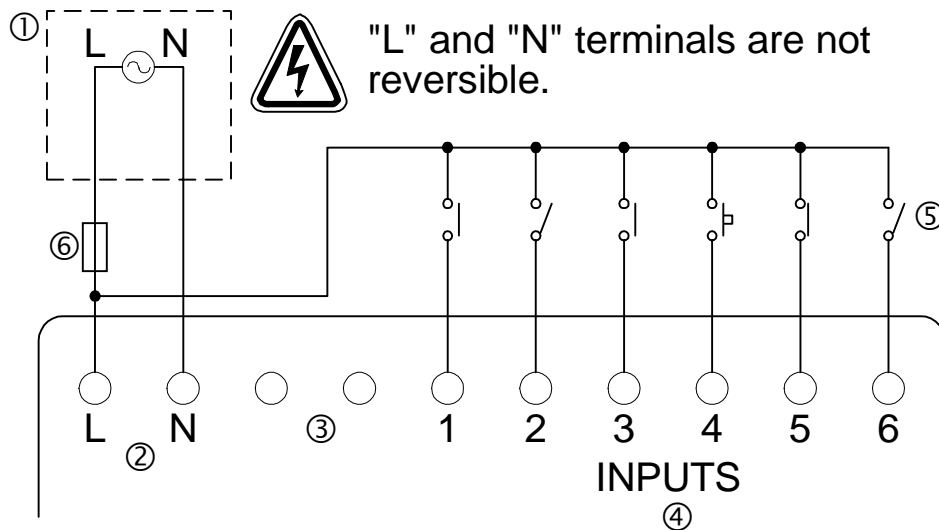 ①
L N
"L" and "N" terminals are not
reversible.
⑤
⑥
L N 1 2 3 4 5 6
② ③
INPUTS
④